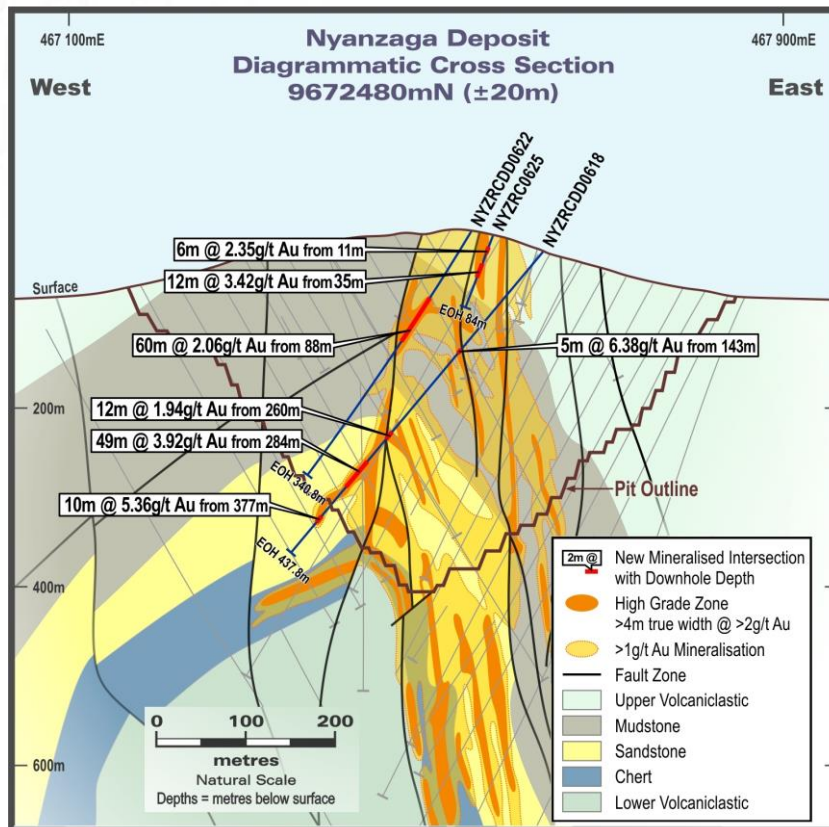 467 100mE
467 900mE
Nyanzaga Deposit
Diagrammatic Cross Section
9672480mN (±20m)
West
East
NYZRCDD0622
NYZRC0625
NYZRCDD0618
6m @ 2.35g/t Au from 11m
12m @ 3.42g/t Au from 35m
Surface
EOH 84m
60m @ 2.06g/t Au from 88m
5m @ 6.38g/t Au from 143m
200m
12m @ 1.94g/t Au from 260m
49m @ 3.92g/t Au from 284m
EOH 340.8m
10m @ 5.36g/t Au from 377m
Pit Outline
EOH 437.8m
400m
600m
0 100 200
metres
Natural Scale
Depths = metres below surface
2m @
New Mineralised Intersection
with Downhole Depth
High Grade Zone
>4m true width @ >2g/t Au
>1g/t Au Mineralisation
Fault Zone
Upper Volcaniclastic
Mudstone
Sandstone
Chert
Lower Volcaniclastic